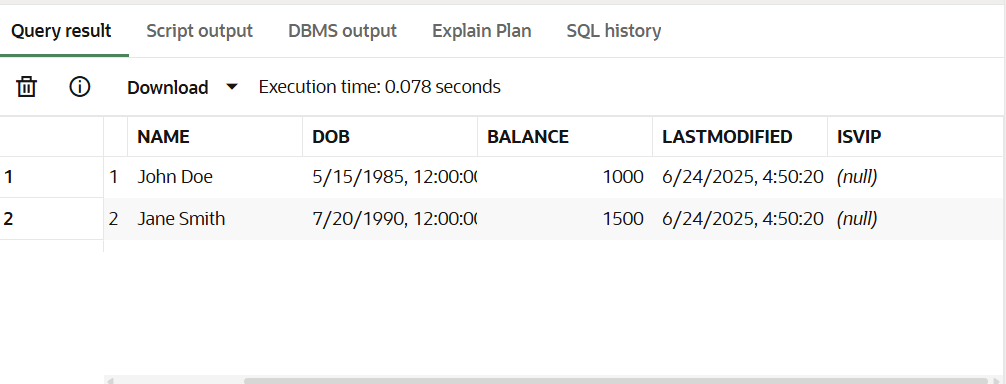 Query result Script output DBMS output Explain Plan SQL history
Download Execution time: 0.078 seconds
NAME DOB BALANCE LASTMODIFIED ISVIP
1 1 John Doe 5/15/1985, 12:00:00 1000 6/24/2025, 4:50:20 (null)
2 2 Jane Smith 7/20/1990, 12:00:00 1500 6/24/2025, 4:50:20 (null)